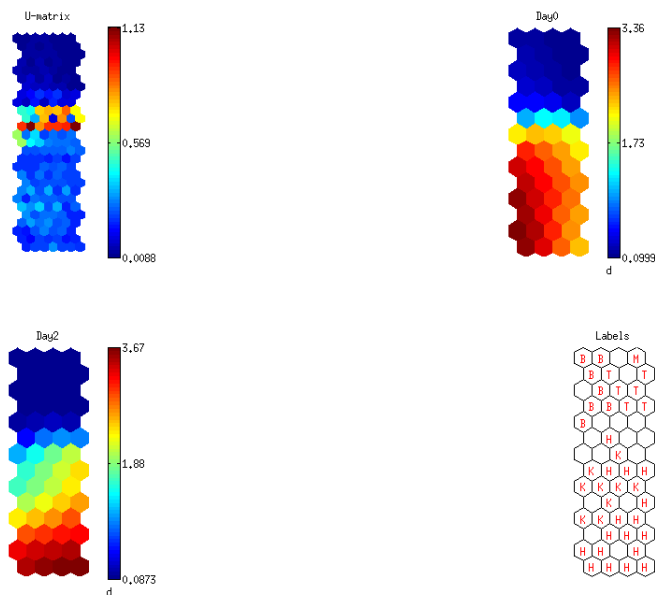 U-matrix
1.13
0.569
0.0088
Day0
3.36
1.73
0.0999
d
Day2
3.67
1.88
0.0873
d
Labels
B B M
B T T
B T T
B B T T
B
H
K
K H H H
K K K K
K H
K K H H
H H H
H H H
H H H H